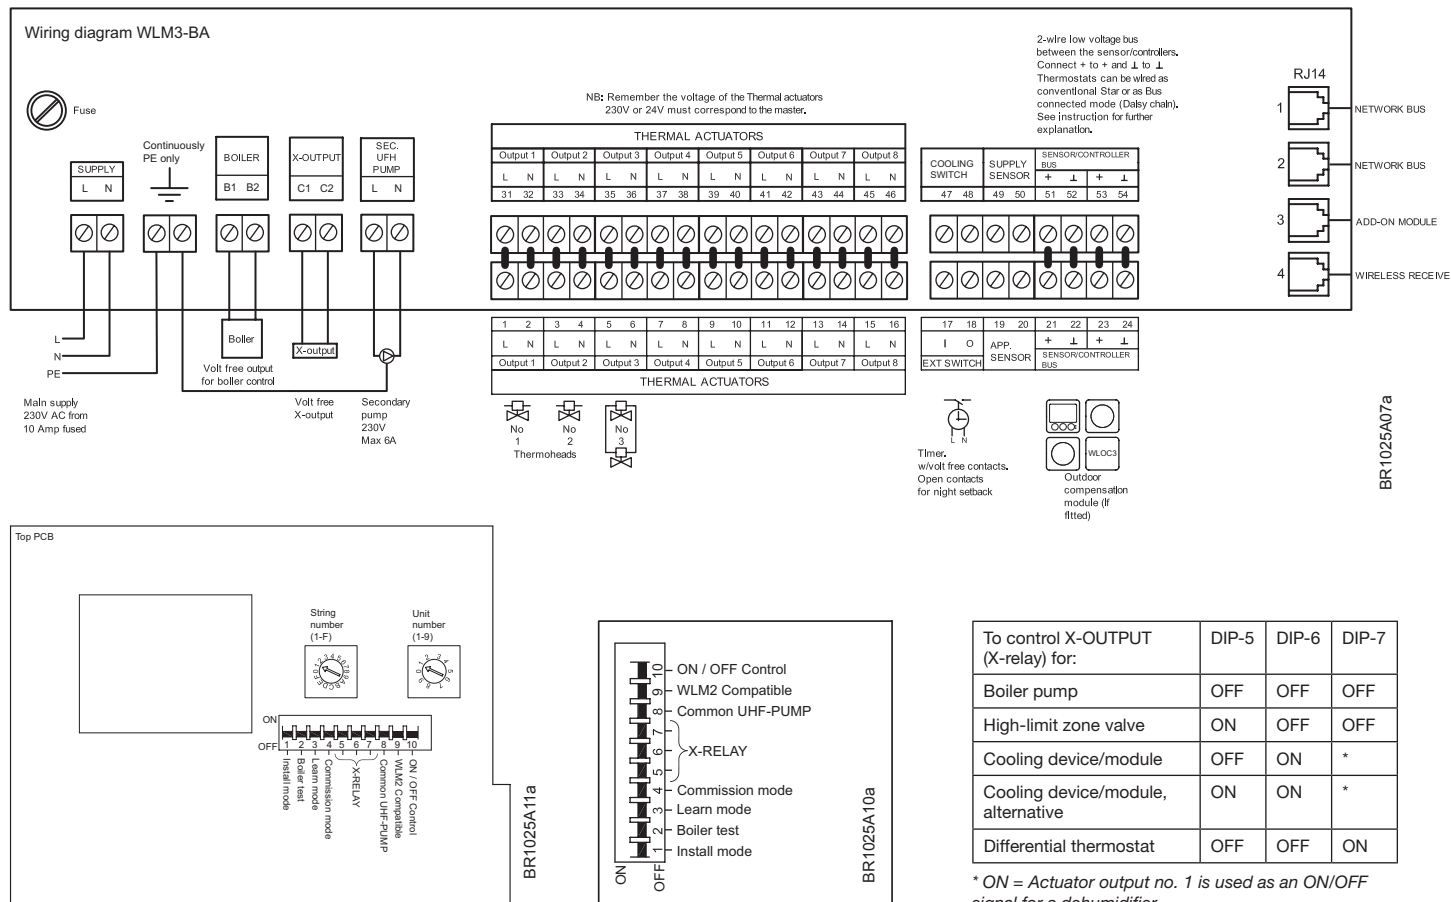 Wiring diagram WLM3-BA
Fuse
SUPPLY
L N
Continuously
PE only
BOILER
B1 B2
X-OUTPUT
C1 C2
SEC.
UFH
PUMP
L N
NB: Remember the voltage of the Thermal actuators
230V or 24V must correspond to the master.
THERMAL ACTUATORS
Output 1 Output 2 Output 3 Output 4 Output 5 Output 6 Output 7 Output 8
L N L N L N L N L N L N L N L N
31 32 33 34 35 36 37 38 39 40 41 42 43 44 45 46
COOLING
SWITCH
47 48
SUPPLY
SENSOR
49 50
SENSOR/CONTROLLER
BUS
+ ⊥ + ⊥
51 52 53 54
2-wire low voltage bus
between the sensor/controllers.
Connect + to + and ⊥ to ⊥
Thermostats can be wired as
conventional Star or as Bus
connected mode (Daisy chain).
See instruction for further
explanation.
RJ14
1 NETWORK BUS
2 NETWORK BUS
3 ADD-ON MODULE
4 WIRELESS RECEIVE
L
N
PE
Main supply
230V AC from
10 Amp fused
Boiler
Volt free output
for boiler control
X-output
Volt free
X-output
Secondary
pump
230V
Max 6A
1 2 3 4 5 6 7 8 9 10 11 12 13 14 15 16
L N L N L N L N L N L N L N L N
Output 1 Output 2 Output 3 Output 4 Output 5 Output 6 Output 7 Output 8
THERMAL ACTUATORS
No
1
No
2
No
3
Thermoheads
17 18 19 20 21 22 23 24
I O
EXT SWITCH
APP.
SENSOR
+ ⊥ + ⊥
SENSOR/CONTROLLER
BUS
L N
Timer.
w/volt free contacts.
Open contacts
for night setback
WLOC3
Outdoor
compensation
module (if
fitted)
BR1025A07a
Top PCB
String
number
(1-F)
Unit
number
(1-9)
ON
OFF
1 2 3 4 5 6 7 8 9 10
Install mode
Boiler test
Learn mode
Commission mode
X-RELAY
Common UHF-PUMP
WLM2 Compatible
ON / OFF Control
BR1025A11a
10 ON / OFF Control
9 WLM2 Compatible
8 Common UHF-PUMP
7
6 X-RELAY
5
4 Commission mode
3 Learn mode
2 Boiler test
1 Install mode
ON
OFF
BR1025A10a
To control X-OUTPUT
(X-relay) for:
DIP-5 DIP-6 DIP-7
Boiler pump OFF OFF OFF
High-limit zone valve ON OFF OFF
Cooling device/module OFF ON *
Cooling device/module,
alternative
ON ON *
Differential thermostat OFF OFF ON
* ON = Actuator output no. 1 is used as an ON/OFF
signal for a dehumidifier